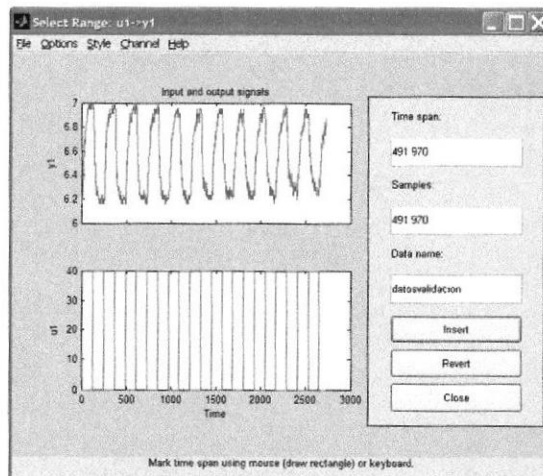 Select Range: u1->y1
File Options Style Channel Help
Input and output signals
7
6.8
6.6
6.4
6.2
6
y1
40
30
20
10
0
u1
0 500 1000 1500 2000 2500 3000
Time
Time span:
491 970
Samples:
491 970
Data name:
datosvalidacion
Insert
Revert
Close
Mark time span using mouse (draw rectangle) or keyboard.